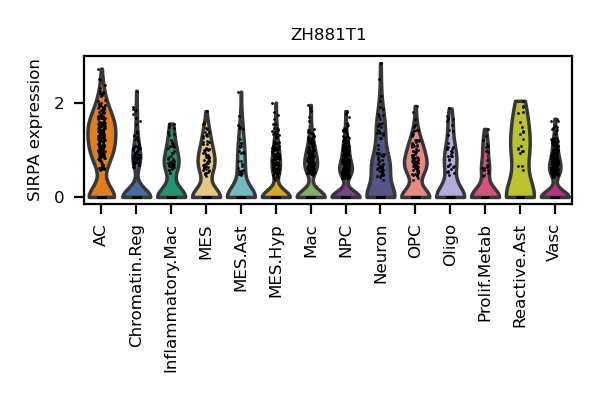 ZH881T1
SIRPA expression
2
0
AC
Chromatin.Reg
Inflammatory.Mac
MES
MES.Ast
MES.Hyp
Mac
NPC
Neuron
OPC
Oligo
Prolif.Metab
Reactive.Ast
Vasc